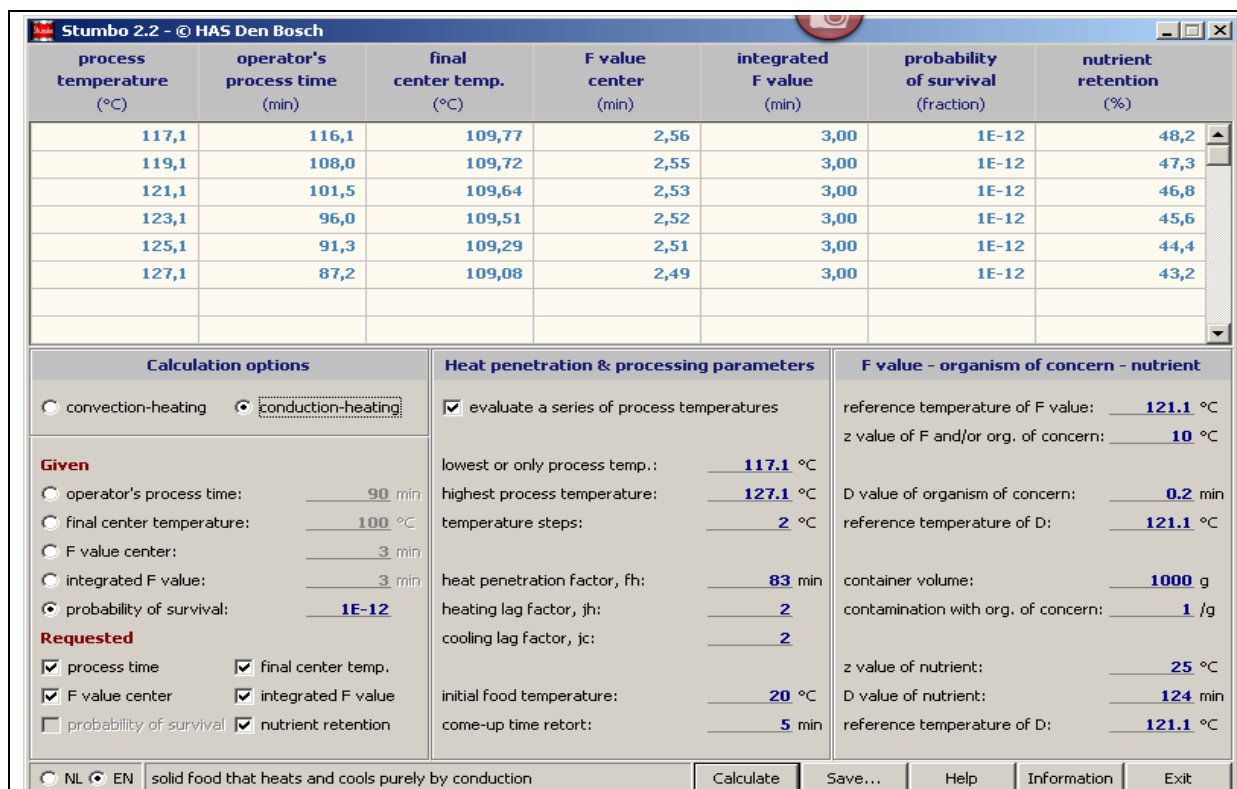 Stumbo 2.2 - © HAS Den Bosch
process temperature (°C) operator's process time (min) final center temp. (°C) F value center (min) integrated F value (min) probability of survival (fraction) nutrient retention (%)
117,1 116,1 109,77 2,56 3,00 1E-12 48,2
119,1 108,0 109,72 2,55 3,00 1E-12 47,3
121,1 101,5 109,64 2,53 3,00 1E-12 46,8
123,1 96,0 109,51 2,52 3,00 1E-12 45,6
125,1 91,3 109,29 2,51 3,00 1E-12 44,4
127,1 87,2 109,08 2,49 3,00 1E-12 43,2
Calculation options
convection-heating conduction-heating
Given
operator's process time: 90 min
final center temperature: 100 °C
F value center: 3 min
integrated F value: 3 min
probability of survival: 1E-12
Requested
process time final center temp.
F value center integrated F value
probability of survival nutrient retention
Heat penetration & processing parameters
evaluate a series of process temperatures
lowest or only process temp.: 117.1 °C
highest process temperature: 127.1 °C
temperature steps: 2 °C
heat penetration factor, fh: 83 min
heating lag factor, jh: 2
cooling lag factor, jc: 2
initial food temperature: 20 °C
come-up time retort: 5 min
F value - organism of concern - nutrient
reference temperature of F value: 121.1 °C
z value of F and/or org. of concern: 10 °C
D value of organism of concern: 0.2 min
reference temperature of D: 121.1 °C
container volume: 1000 g
contamination with org. of concern: 1 /g
z value of nutrient: 25 °C
D value of nutrient: 124 min
reference temperature of D: 121.1 °C
NL EN solid food that heats and cools purely by conduction Calculate Save... Help Information Exit